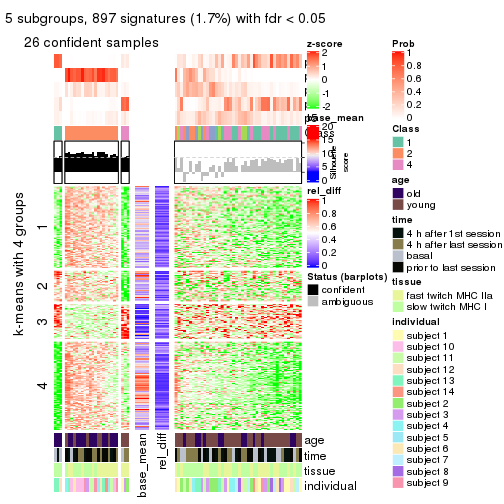 5 subgroups, 897 signatures (1.7%) with fdr < 0.05
26 confident samples
k-means with 4 groups
1
2
3
4
base_mean
rel_diff
age
time
tissue
individual
z-score
2
1
0
-1
-2
base_mean
20
15
10
5
0
Silhouette
score
rel_diff
1
0.8
0.6
0.4
0.2
0
Status (barplots)
confident
ambiguous
Prob
1
0.8
0.6
0.4
0.2
0
Class
1
2
4
age
old
young
time
4 h after 1st session
4 h after last session
basal
prior to last session
tissue
fast twitch MHC IIa
slow twitch MHC I
individual
subject 1
subject 10
subject 11
subject 12
subject 13
subject 14
subject 2
subject 3
subject 4
subject 5
subject 6
subject 7
subject 8
subject 9